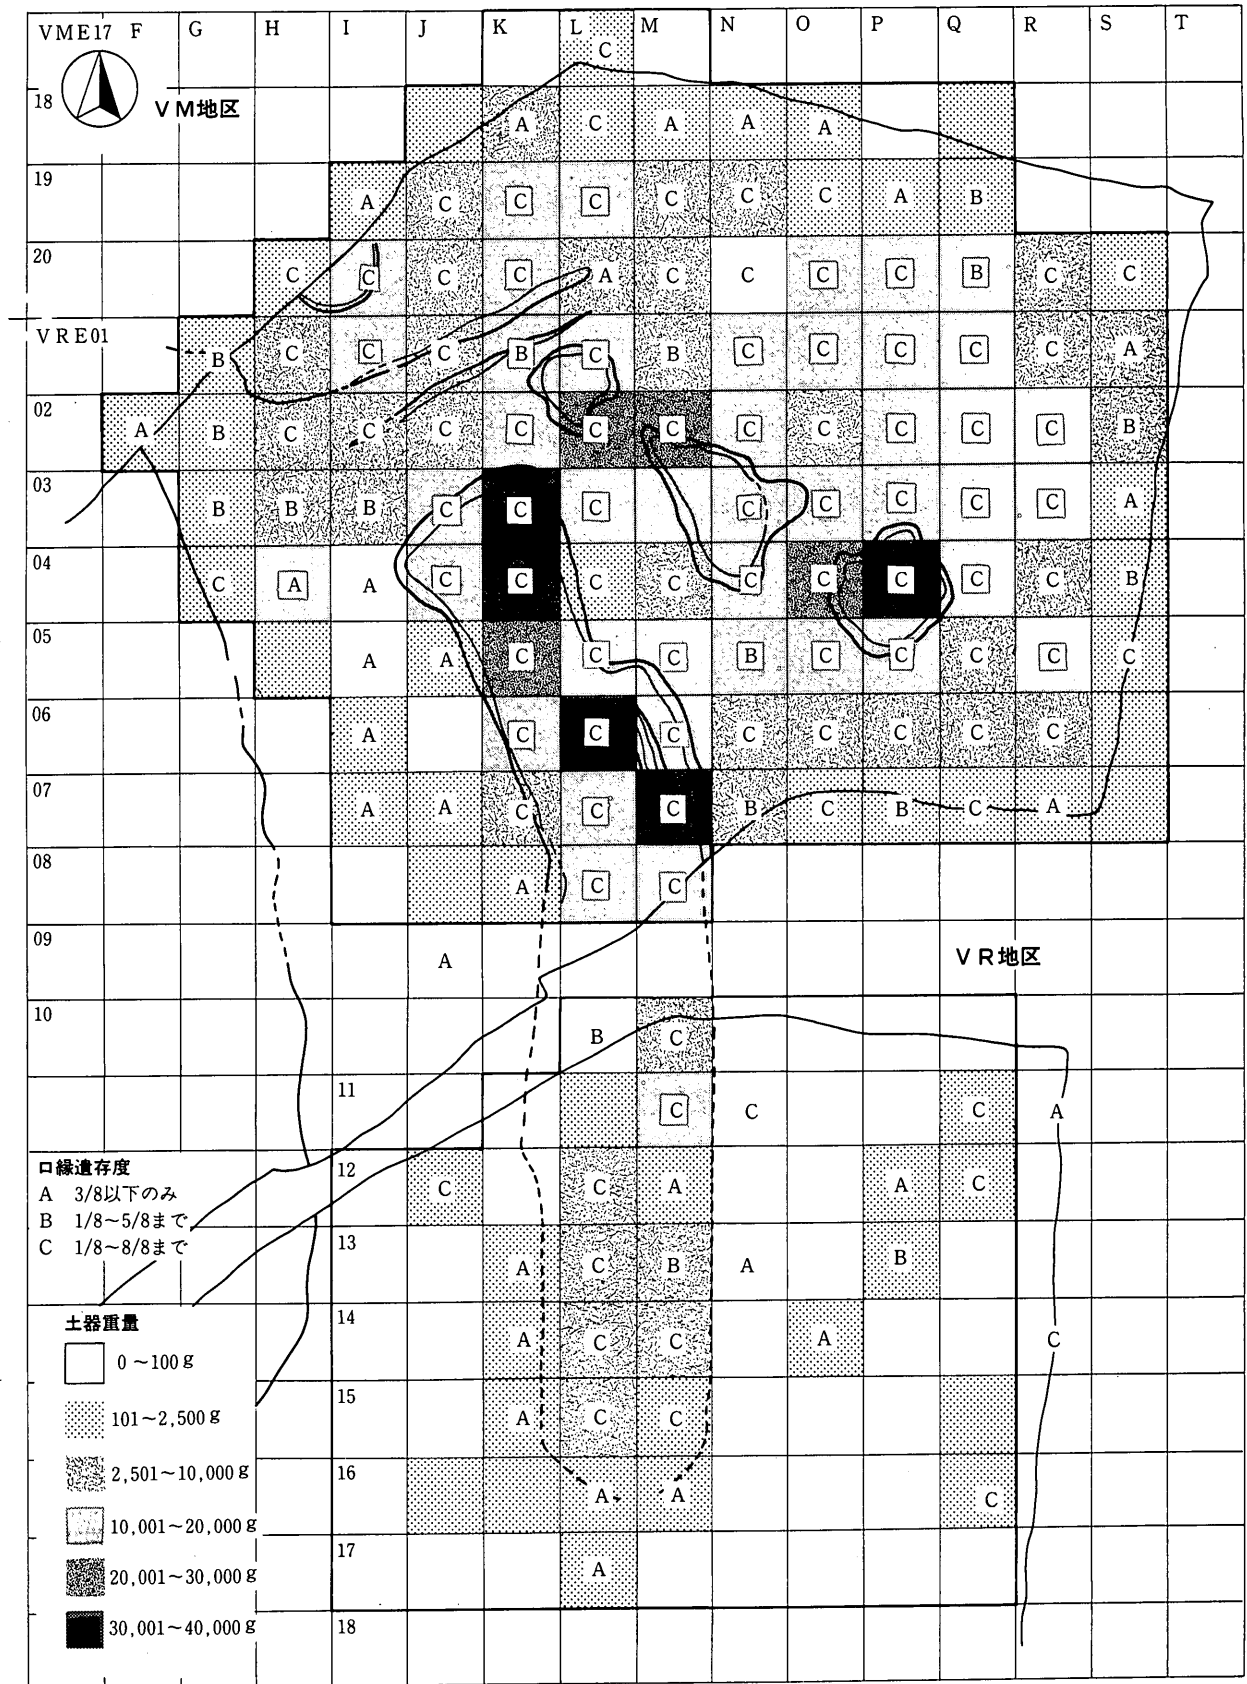 VME17 F G H I J K L M N O P Q R S T
C
18 VM地区 A C A A A
19 A C C C C C C A B
20 C C C C A C N C C B C C
VRE01 B C C C B C B C C C C C A
02 A B C C C C C C C C C C C B
03 B B B C C C C C C C C A
04 C A A C C C C C C C C C B
05 A A C C C B C C C C C
06 A C C C C C C C C
07 A A C C C B C B C A
08 A C C
09 A VR地区
10 B C
11 C C C A
口縁遺存度 12 C C A A C
A 3/8以下のみ
B 1/8~5/8まで
C 1/8~8/8まで
13 A C B A B
14 A C C A C
土器重量
0~100g
15 A C C
101~2,500g
16 A A C
2,501~10,000g
10,001~20,000g
17 A
20,001~30,000g
30,001~40,000g
18